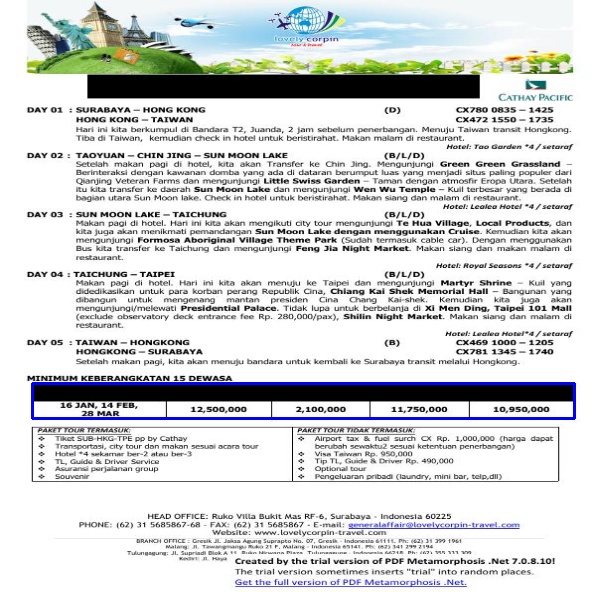 lovely corpin
tour & travel
CATHAY PACIFIC
DAY 01 : SURABAYA – HONG KONG (D) CX780 0835 – 1425
HONG KONG – TAIWAN CX472 1550 – 1735
Hari ini kita berkumpul di Bandara T2, Juanda, 2 jam sebelum penerbangan. Menuju Taiwan transit Hongkong.
Tiba di Taiwan, kemudian check in hotel untuk beristirahat. Makan malam di restaurant.
Hotel: Tao Garden *4 / setaraf
DAY 02 : TAOYUAN – CHIN JING – SUN MOON LAKE (B/L/D)
Setelah makan pagi di hotel, kita akan Transfer ke Chin Jing. Mengunjungi Green Green Grassland –
Berinteraksi dengan kawanan domba yang ada di dataran berumput luas yang menjadi situs paling populer dari
Qianjing Veteran Farms dan mengunjungi Little Swiss Garden – Taman dengan atmosfir Eropa Utara. Setelah
itu kita transfer ke daerah Sun Moon Lake dan mengunjungi Wen Wu Temple – Kuil terbesar yang berada di
bagian utara Sun Moon lake. Check in hotel untuk beristirahat. Makan siang dan malam di restaurant.
Hotel: Lealea Hotel *4 / setaraf
DAY 03 : SUN MOON LAKE – TAICHUNG (B/L/D)
Makan pagi di hotel. Hari ini kita akan mengikuti city tour mengunjungi Te Hua Village, Local Products, dan
kita juga akan menikmati pemandangan Sun Moon Lake dengan menggunakan Cruise. Kemudian kita akan
mengunjungi Formosa Aboriginal Village Theme Park (Sudah termasuk cable car). Dengan menggunakan
Bus kita transfer ke Taichung dan mengunjungi Feng Jia Night Market. Makan siang dan makan malam di
restaurant.
Hotel: Royal Seasons *4 / setaraf
DAY 04 : TAICHUNG – TAIPEI (B/L/D)
Makan pagi di hotel. Hari ini kita akan menuju ke Taipei dan mengunjungi Martyr Shrine – Kuil yang
didedikasikan untuk para korban perang Republik Cina, Chiang Kai Shek Memorial Hall – Bangunan yang
dibangun untuk mengenang mantan presiden Cina Chang Kai-shek. Kemudian kita juga akan
mengunjungi/melewati Presidential Palace. Tidak lupa untuk berbelanja di Xi Men Ding, Taipei 101 Mall
(exclude observatory deck entrance fee Rp. 280,000/pax), Shilin Night Market. Makan siang dan malam di
restaurant.
Hotel: Lealea Hotel*4 / setaraf
DAY 05 : TAIWAN – HONGKONG (B) CX469 1000 – 1205
HONGKONG – SURABAYA CX781 1345 – 1740
Setelah makan pagi, kita akan menuju bandara untuk kembali ke Surabaya transit melalui Hongkong.
MINIMUM KEBERANGKATAN 15 DEWASA
16 JAN, 14 FEB,
28 MAR 12,500,000 2,100,000 11,750,000 10,950,000
PAKET TOUR TERMASUK:
❖ Tiket SUB-HKG-TPE pp by Cathay
❖ Transportasi, city tour dan makan sesuai acara tour
❖ Hotel *4 sekamar ber-2 atau ber-3
❖ TL, Guide & Driver Service
❖ Asuransi perjalanan group
❖ Souvenir
PAKET TOUR TIDAK TERMASUK:
❖ Airport tax & fuel surch CX Rp. 1,000,000 (harga dapat
berubah sewaktu2 sesuai ketentuan penerbangan)
❖ Visa Taiwan Rp. 950,000
❖ Tip TL, Guide & Driver Rp. 490,000
❖ Optional tour
❖ Pengeluaran pribadi (laundry, mini bar, telp,dll)
HEAD OFFICE: Ruko Villa Bukit Mas RF-6, Surabaya - Indonesia 60225
PHONE: (62) 31 5685867-68 - FAX: (62) 31 5685867 - E-mail: generalaffair@lovelycorpin-travel.com
Website: www.lovelycorpin-travel.com
BRANCH OFFICE : Gresik Jl. Jaksa Agung Suprapto No. 07, Gresik - Indonesia 61111. Ph: (62) 31 399 1961
Malang: Jl. Tawangmangu Ruko 21 F, Malang - Indonesia 65141. Ph: (62) 341 299 2194
Tulungagung: Jl. Supriadi Blok A 11, Ruko
Kediri: Jl. Haya
Created by the trial version of PDF Metamorphosis .Net 7.0.8.10!
The trial version sometimes inserts "trial" into random places.
Get the full version of PDF Metamorphosis .Net.